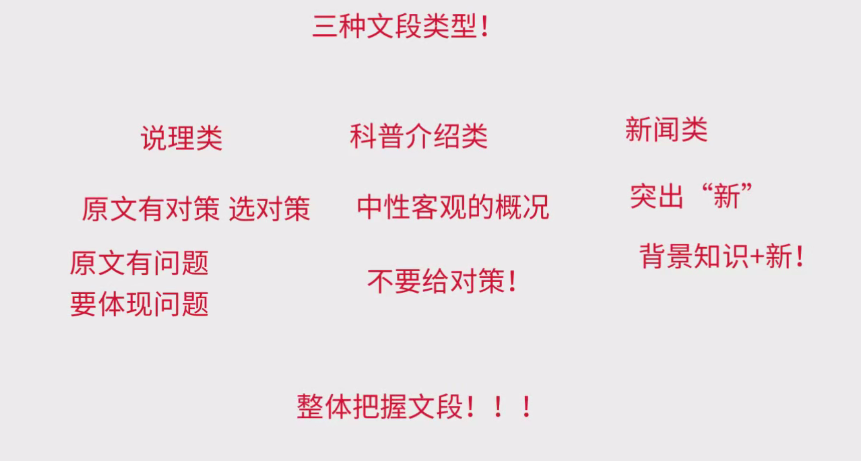 三种文段类型！
说理类
科普介绍类
新闻类
原文有对策 选对策
中性客观的概况
突出“新”
原文有问题
要体现问题
不要给对策！
背景知识+新！
整体把握文段！！！